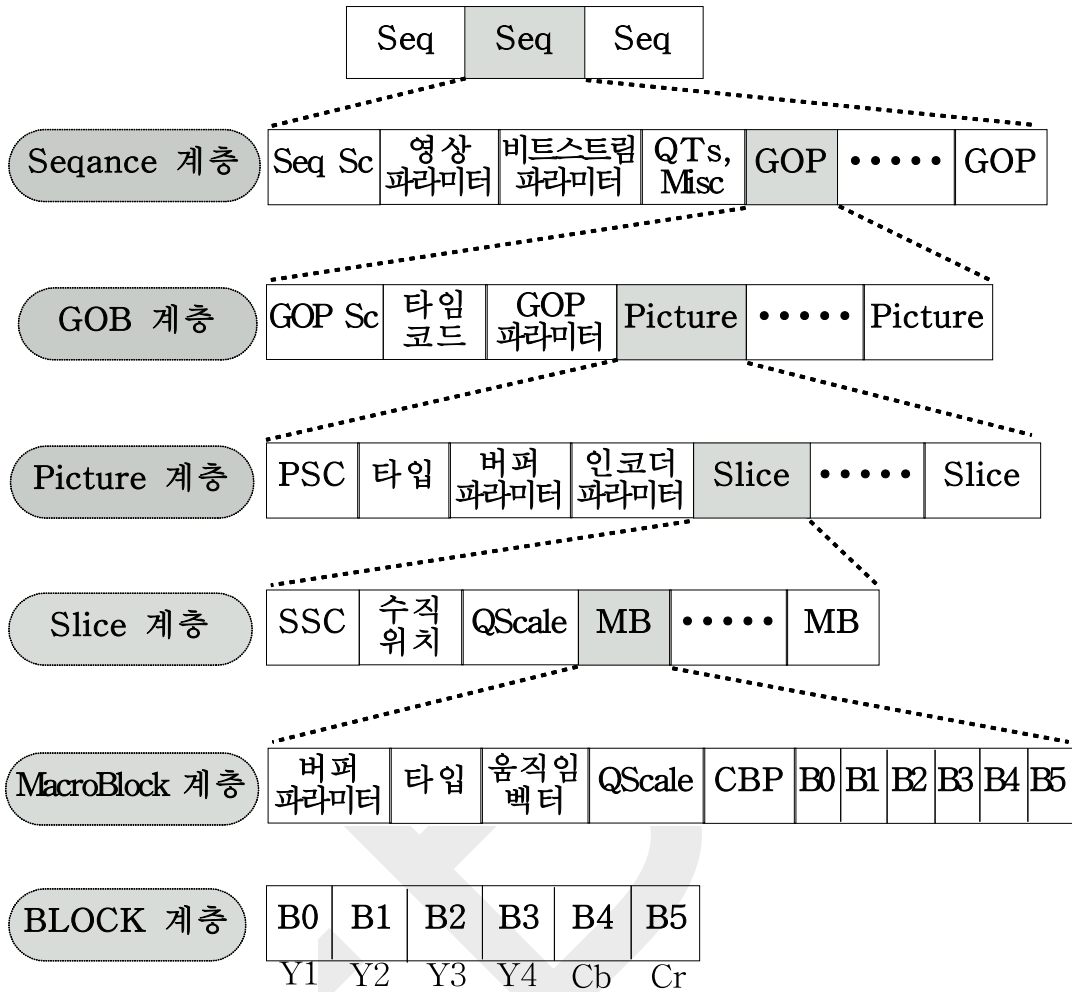 Seq Seq Seq
Seqance 계층
Seq Sc 영상 파라미터 비트스트림 파라미터 QTs, Misc GOP ••••• GOP
GOB 계층
GOP Sc 타임 코드 GOP 파라미터 Picture ••••• Picture
Picture 계층
PSC 타입 버퍼 파라미터 인코더 파라미터 Slice ••••• Slice
Slice 계층
SSC 수직 위치 QScale MB ••••• MB
MacroBlock 계층
버퍼 파라미터 타입 움직임 벡터 QScale CBP B0 B1 B2 B3 B4 B5
BLOCK 계층
B0 B1 B2 B3 B4 B5
Y1 Y2 Y3 Y4 Cb Cr